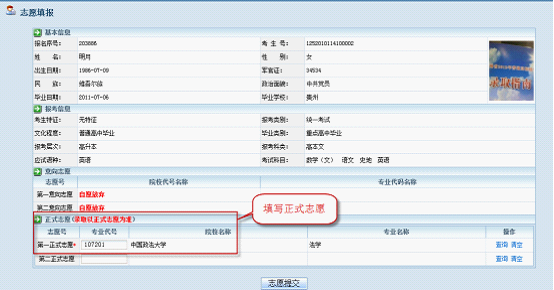 志愿填报
基本信息
报名序号: 203666 考 生 号: 1252010114100002
姓 名: 明月 性 别: 女
出生日期: 1986-07-09 军官证: 34534
民 族: 维吾尔族 政治面貌: 中共党员
毕业日期: 2011-07-06 毕业学校: 贵州
报考信息
考生特征: 无特征 报考类别: 统一考试
文化程度: 普通高中毕业 毕业类别: 重点高中毕业
报考层次: 高升本 报考科类: 高本文
应试语种: 英语 考试科目: 数学（文） 语文 史地 英语
意向志愿
志愿号 院校代号名称 专业代码名称
第一意向志愿 自愿放弃
第二意向志愿 自愿放弃
正式志愿(录取以正式志愿为准)
志愿号 专业代号 院校名称 专业名称 操作
第一正式志愿* 107201 中国政法大学 法学 查询 清空
第二正式志愿 查询 清空
填写正式志愿
志愿提交